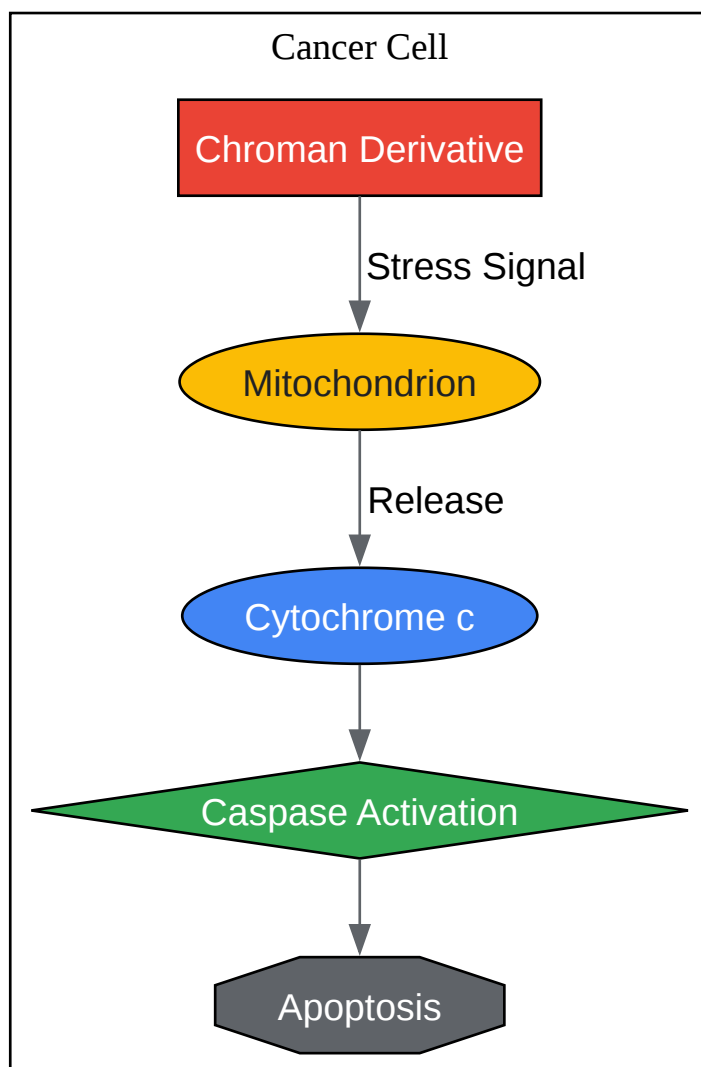 Cancer Cell
Chroman Derivative
Stress Signal
Mitochondrion
Release
Cytochrome c
Caspase Activation
Apoptosis